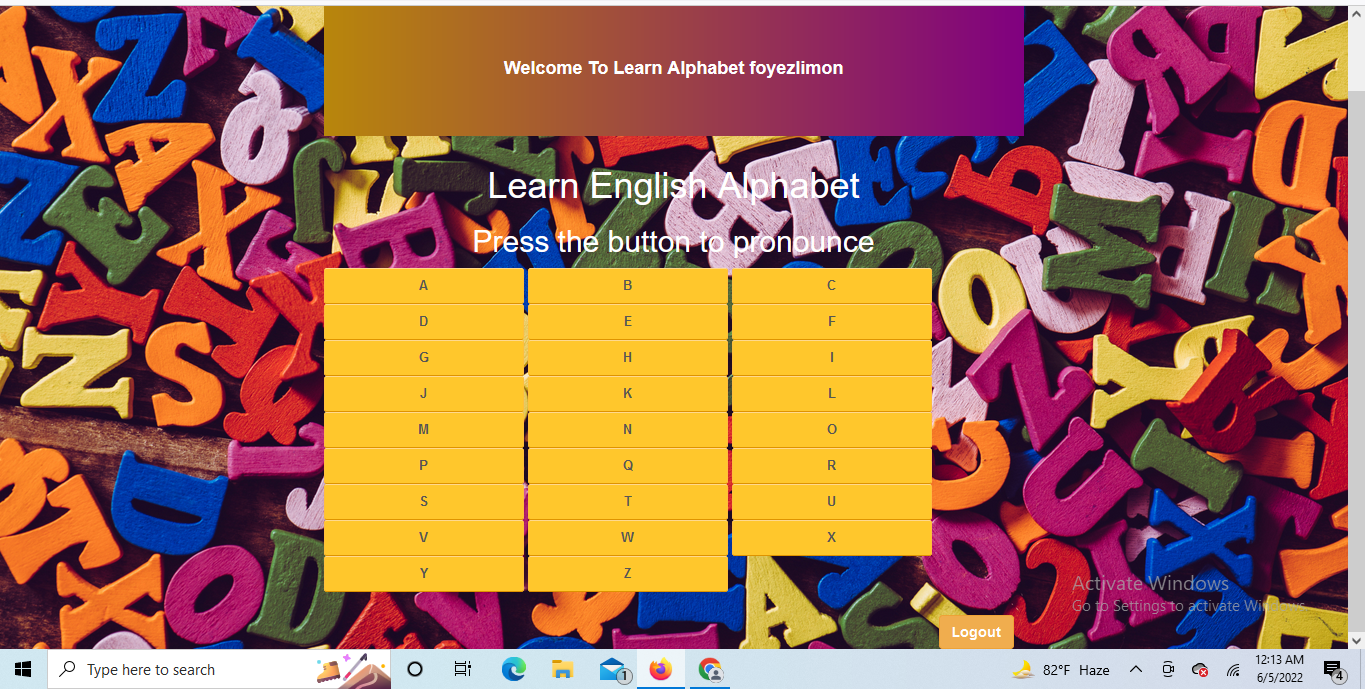 Welcome To Learn Alphabet foyezlimon
Learn English Alphabet
Press the button to pronounce
A B C
D E F
G H I
J K L
M N O
P Q R
S T U
V W X
Y Z
Activate Windows
Go to Settings to activate Windows.
Logout
Type here to search
1
82°F Haze
12:13 AM
6/5/2022
4